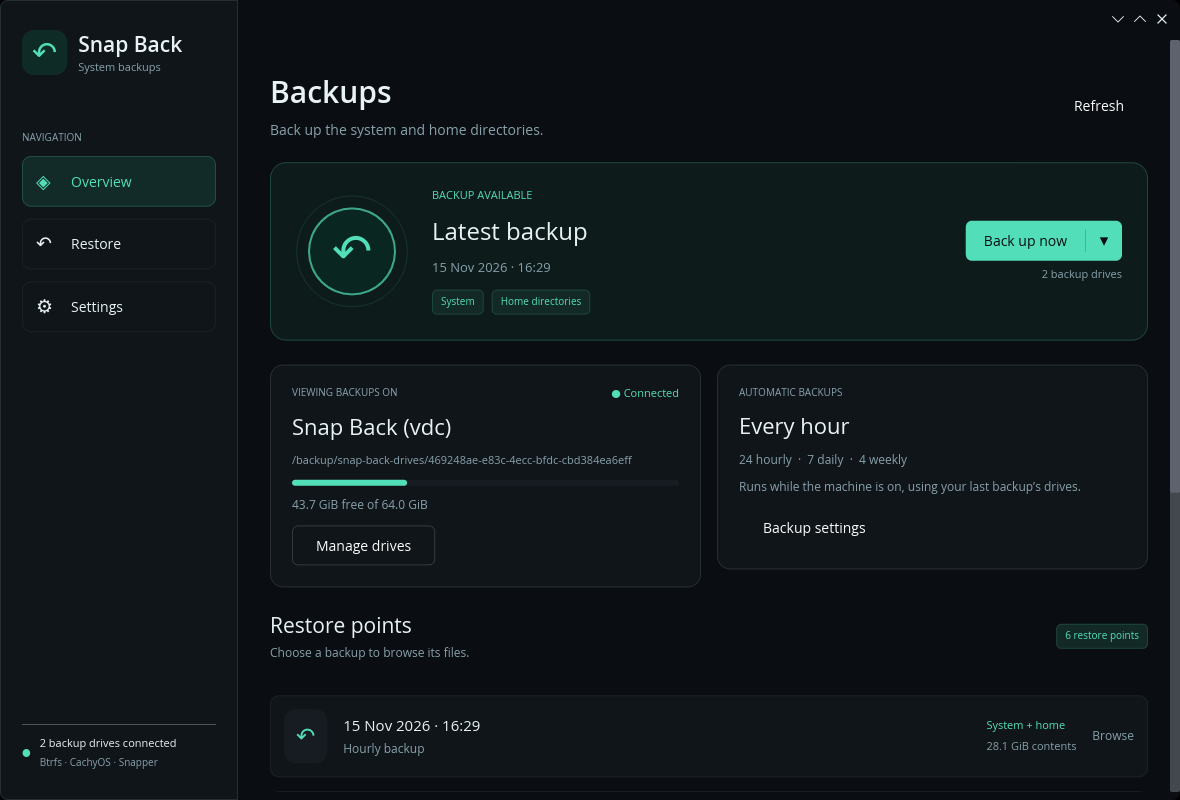 Snap Back
System backups
NAVIGATION
Overview
Restore
Settings
2 backup drives connected
Btrfs · CachyOS · Snapper
Backups
Back up the system and home directories.
Refresh
BACKUP AVAILABLE
Latest backup
15 Nov 2026 · 16:29
System
Home directories
Back up now
2 backup drives
VIEWING BACKUPS ON
Connected
Snap Back (vdc)
/backup/snap-back-drives/469248ae-e83c-4ecc-bfdc-cbd384ea6eff
43.7 GiB free of 64.0 GiB
Manage drives
AUTOMATIC BACKUPS
Every hour
24 hourly · 7 daily · 4 weekly
Runs while the machine is on, using your last backup’s drives.
Backup settings
Restore points
Choose a backup to browse its files.
6 restore points
15 Nov 2026 · 16:29
Hourly backup
System + home
28.1 GiB contents
Browse